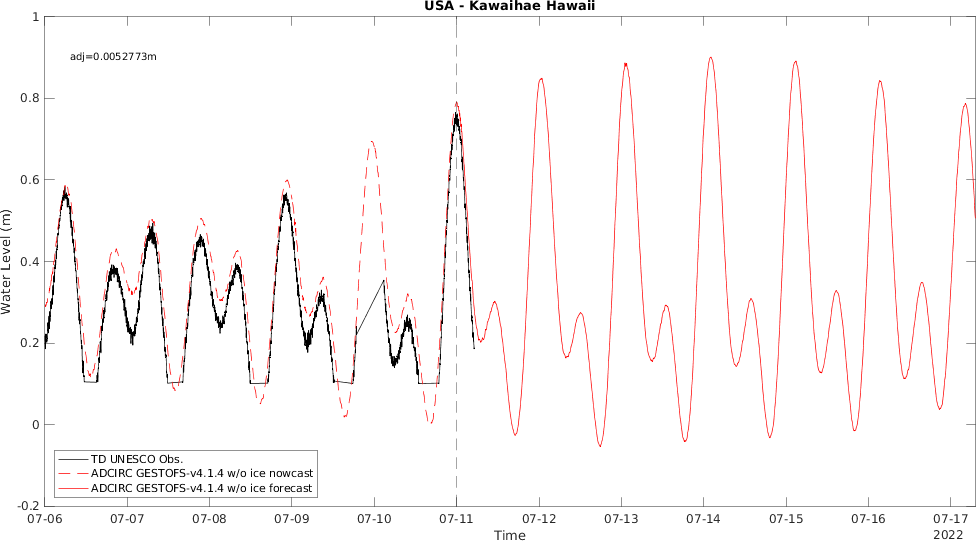 USA - Kawaihae Hawaii
1
adj=0.0052773m
0.8
0.6
0.4
0.2
0
-0.2
Water Level (m)
TD UNESCO Obs.
ADCIRC GESTOFS-v4.1.4 w/o ice nowcast
ADCIRC GESTOFS-v4.1.4 w/o ice forecast
07-06 07-07 07-08 07-09 07-10 07-11 07-12 07-13 07-14 07-15 07-16 07-17
Time
2022